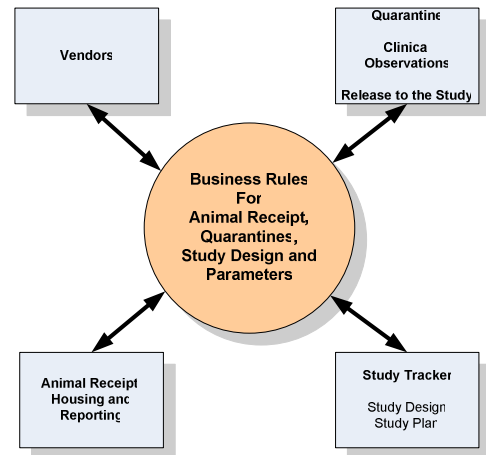 Vendors
Quarantine
Clinica
Observations
Release to the Study
Business Rules
For
Animal Receipt,
Quarantines,
Study Design and
Parameters
Animal Receipt
Housing and
Reporting
Study Tracker
Study Design
Study Plan